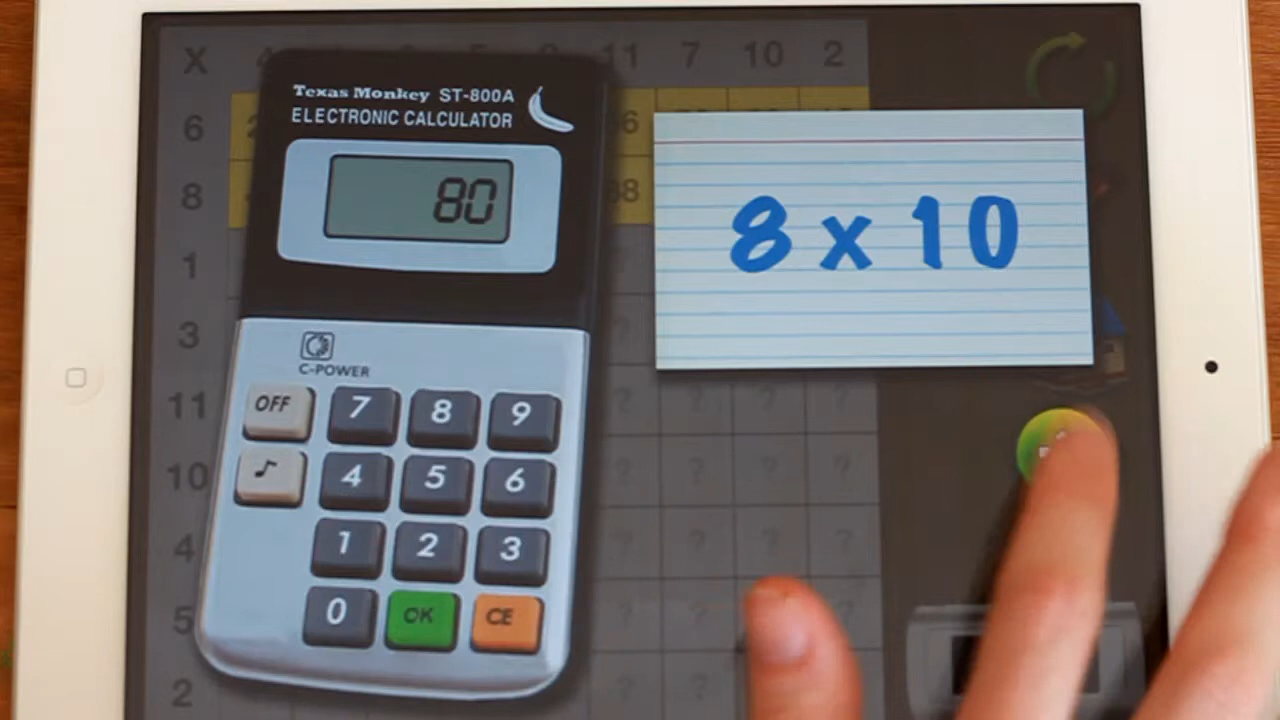 X 11 7 10 2
6
8
1
3
11 ? ? ? ?
10 ? ? ? ?
4 ? ? ? ?
5 ? ? ? ?
2 ? ? ? ?
Texas Monkey ST-800A
ELECTRONIC CALCULATOR
80
C-POWER
OFF 7 8 9
4 5 6
1 2 3
0 OK CE
8 x 10